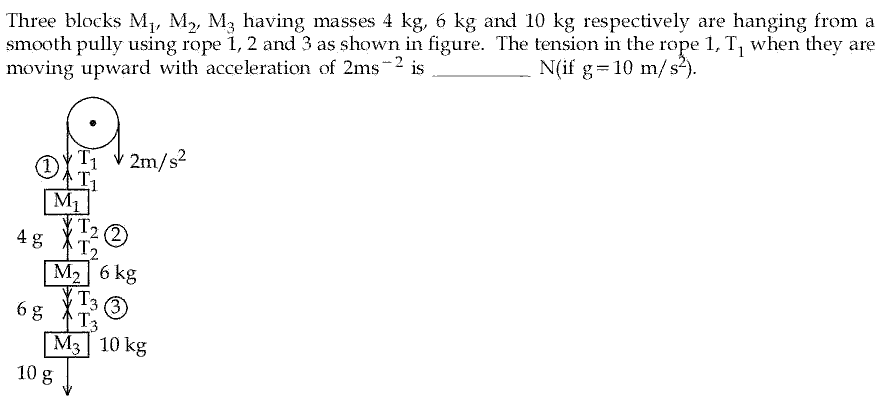 Three blocks M₁, M₂, M₃ having masses 4 kg, 6 kg and 10 kg respectively are hanging from a
smooth pully using rope 1, 2 and 3 as shown in figure. The tension in the rope 1, T₁ when they are
moving upward with acceleration of 2ms⁻² is __________ N(if g=10 m/s²).
① T₁ 2m/s²
T₁
M₁
T₂ ②
4 g T₂
M₂ 6 kg
T₃ ③
6 g T₃
M₃ 10 kg
10 g